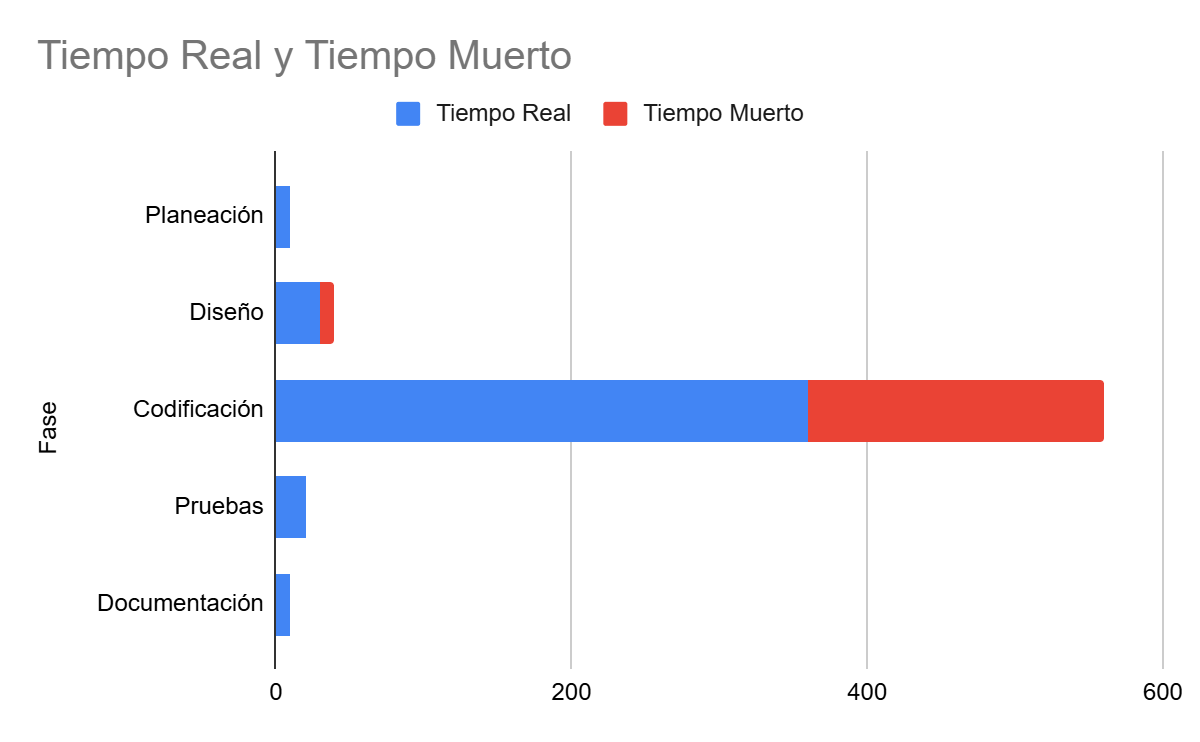 Tiempo Real y Tiempo Muerto
Tiempo Real
Tiempo Muerto
Fase
Planeación
Diseño
Codificación
Pruebas
Documentación
0
200
400
600